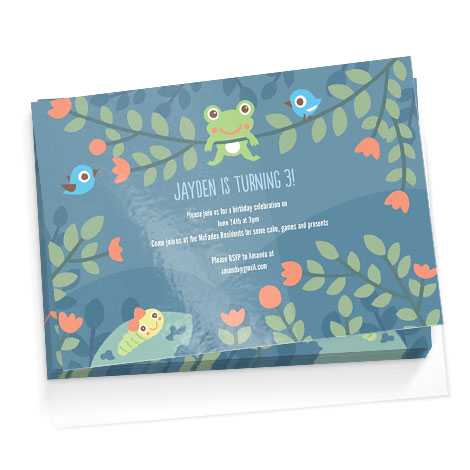 JAYDEN IS TURNING 3!
Please join us for a birthday celebration on
June 14th at 3pm
Come join us at the McFades Residents for some cake, games and presents
Please RSVP to Amanda at
amanda@gmail.com